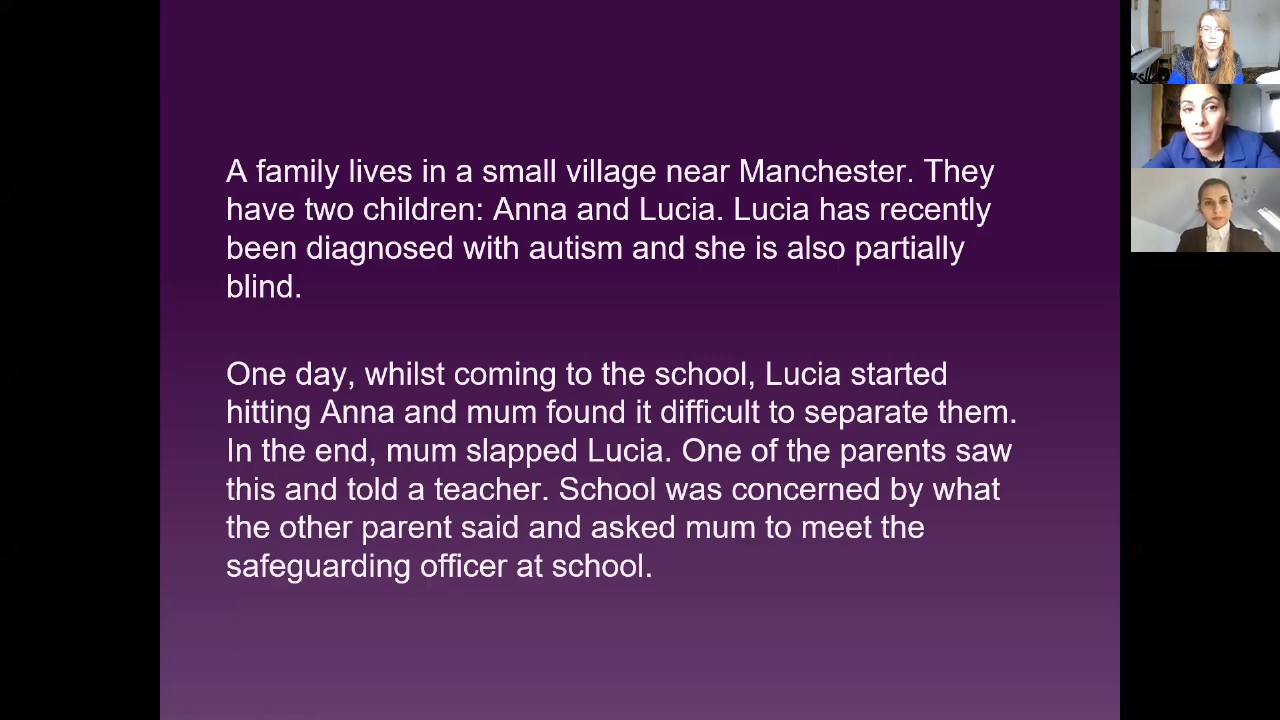 A family lives in a small village near Manchester. They
have two children: Anna and Lucia. Lucia has recently
been diagnosed with autism and she is also partially
blind.
One day, whilst coming to the school, Lucia started
hitting Anna and mum found it difficult to separate them.
In the end, mum slapped Lucia. One of the parents saw
this and told a teacher. School was concerned by what
the other parent said and asked mum to meet the
safeguarding officer at school.